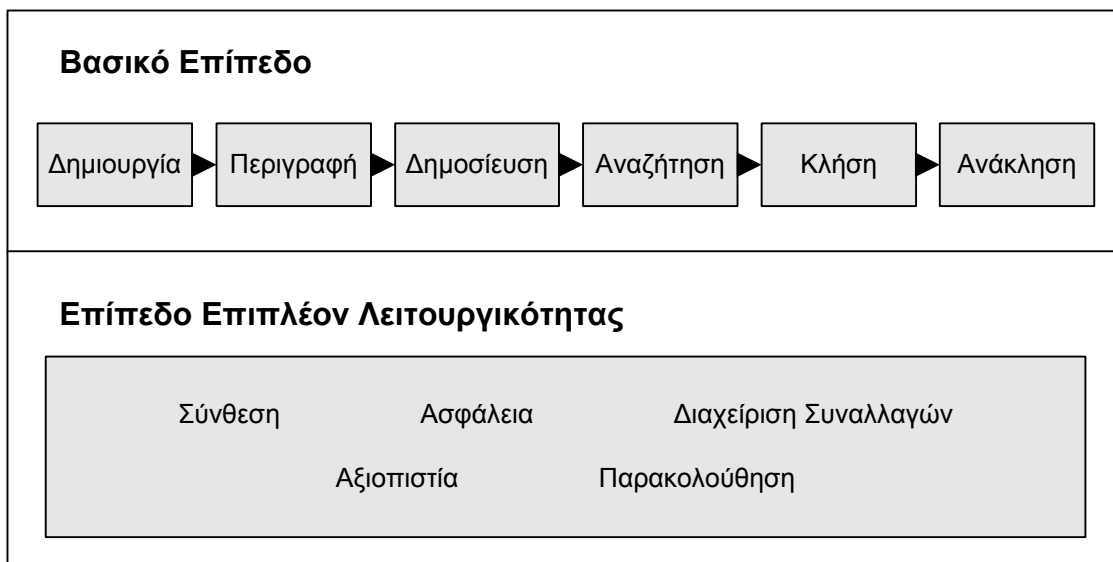 Βασικό Επίπεδο
Δημιουργία Περιγραφή Δημοσίευση Αναζήτηση Κλήση Ανάκληση
Επίπεδο Επιπλέον Λειτουργικότητας
Σύνθεση Ασφάλεια Διαχείριση Συναλλαγών
Αξιοπιστία Παρακολούθηση